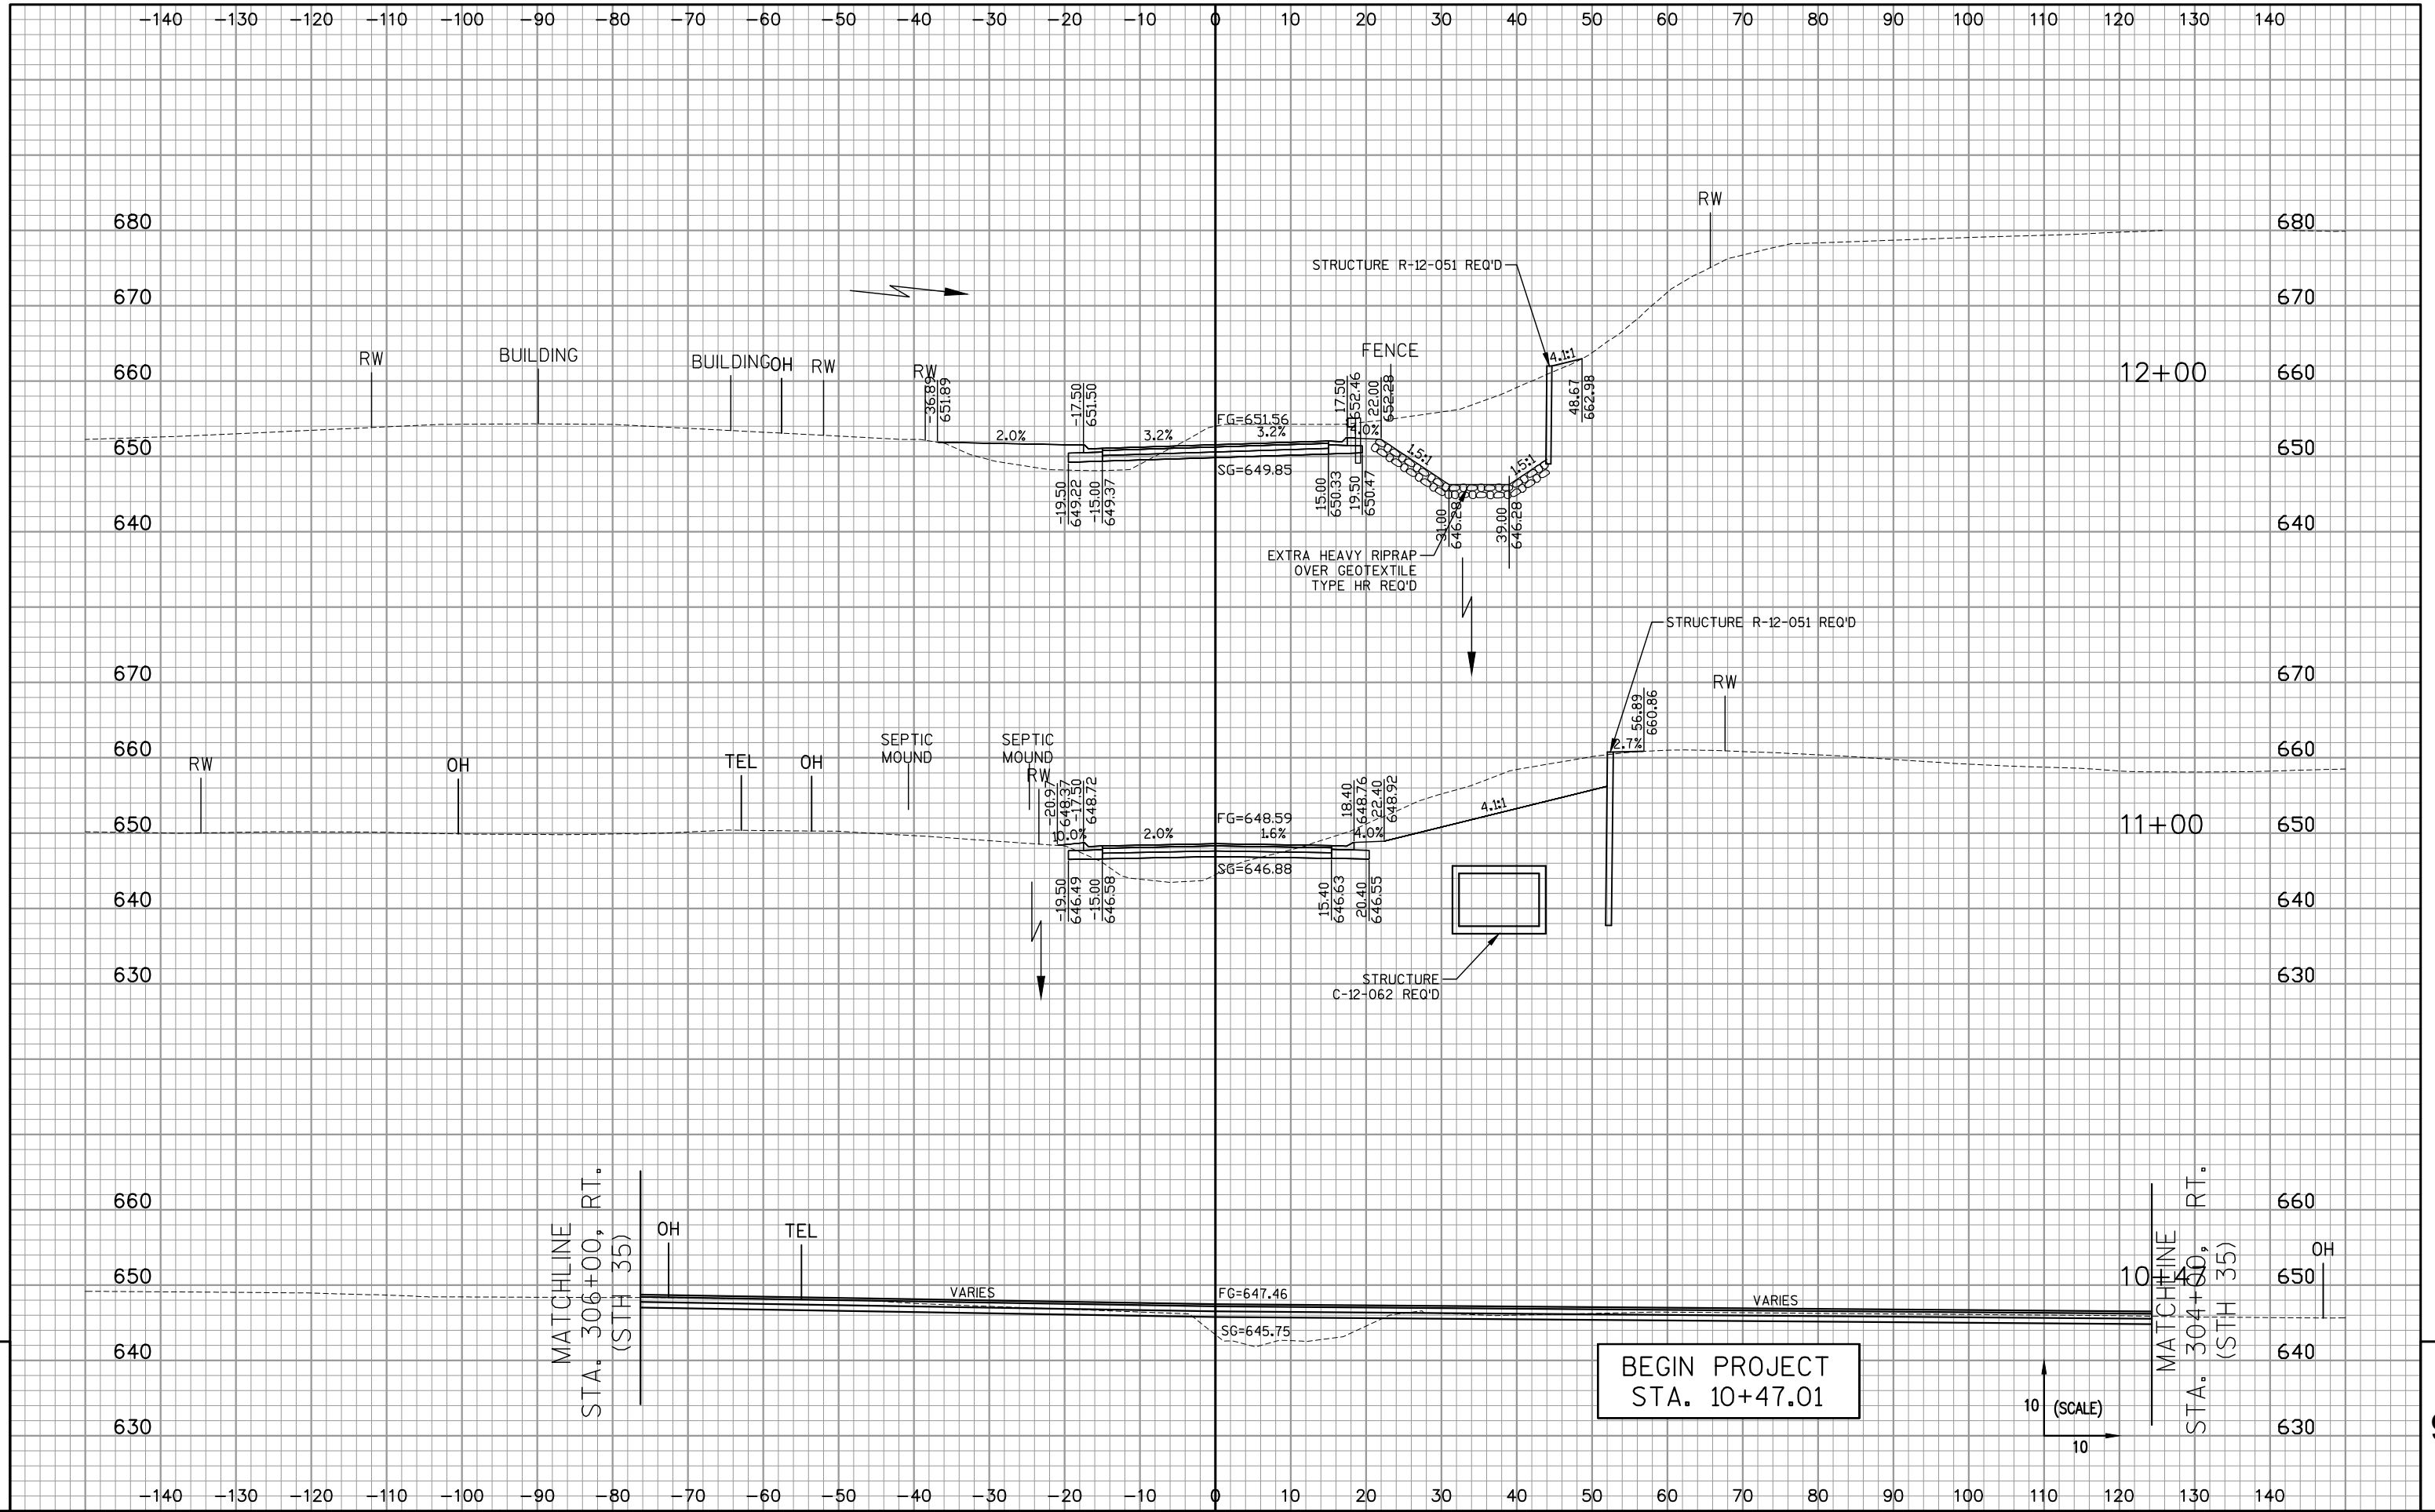 -140 -130 -120 -110 -100 -90 -80 -70 -60 -50 -40 -30 -20 -10 0 10 20 30 40 50 60 70 80 90 100 110 120 130 140
RW
680 680
STRUCTURE R-12-051 REQ'D
670 670
FENCE
4.1:1
RW BUILDING BUILDING OH RW RW
660 12+00 660
-36.89
651.89
-17.50
651.50
17.50
652.46
22.00
652.28
48.67
662.98
FG=651.56
2.0% 3.2% 3.2% 4.0%
650 650
1.5:1 1.5:1
SG=649.85
-19.50
649.22
-15.00
649.37
15.00
650.33
19.50
650.47
31.00
646.28
39.00
646.28
640 640
EXTRA HEAVY RIPRAP
OVER GEOTEXTILE
TYPE HR REQ'D
STRUCTURE R-12-051 REQ'D
670 670
RW
56.89
660.86
2.7%
660 660
SEPTIC
MOUND
SEPTIC
MOUND
RW OH TEL OH RW
-20.97
648.37
-17.50
648.72
18.40
648.76
22.40
648.92
4.1:1
650 11+00 650
FG=648.59
10.0% 2.0% 1.6% 4.0%
SG=646.88
-19.50
646.49
-15.00
646.58
15.40
646.63
20.40
646.55
640 640
630 630
STRUCTURE
C-12-062 REQ'D
660 660
MATCHLINE
STA. 306+00, RT.
(STH 35)
OH TEL
MATCHLINE
STA. 304+00, RT.
(STH 35)
OH
650 10+47 650
VARIES FG=647.46 VARIES
SG=645.75
640 640
BEGIN PROJECT
STA. 10+47.01
10 (SCALE)
10
630 630
-140 -130 -120 -110 -100 -90 -80 -70 -60 -50 -40 -30 -20 -10 0 10 20 30 40 50 60 70 80 90 100 110 120 130 140